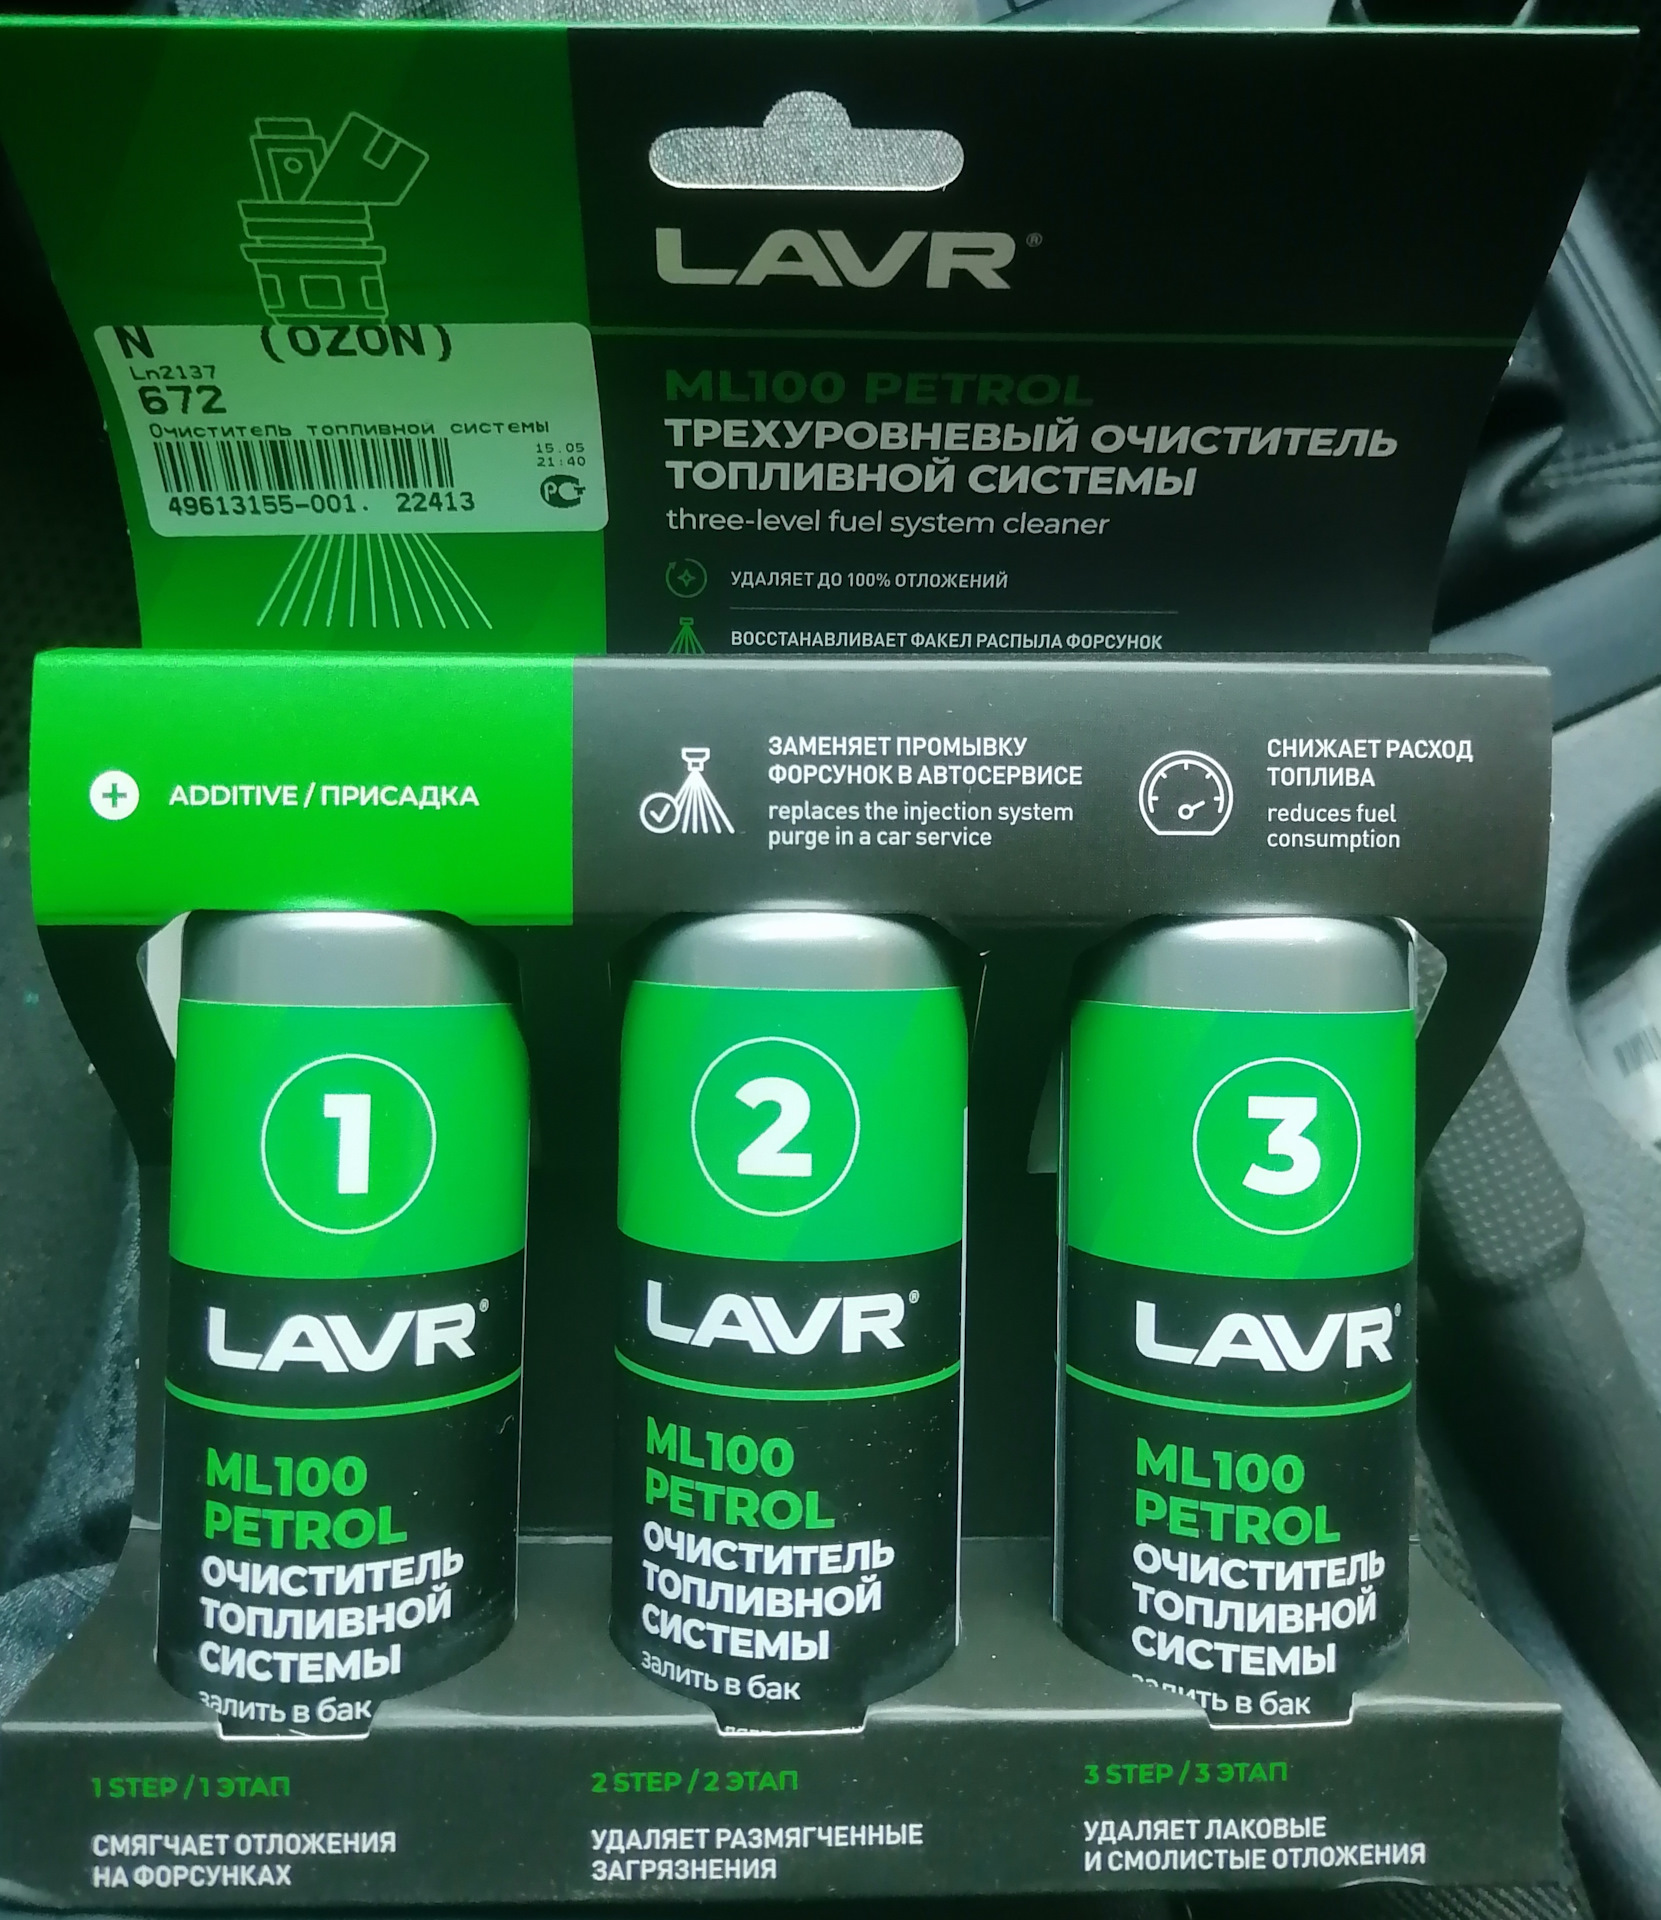 LAVR®
N (OZON)
Ln2137
672
Очиститель топливной системы
15.05
21:40
49613155-001. 22413
РСТ
ML100 PETROL
ТРЕХУРОВНЕВЫЙ ОЧИСТИТЕЛЬ
ТОПЛИВНОЙ СИСТЕМЫ
three-level fuel system cleaner
УДАЛЯЕТ ДО 100% ОТЛОЖЕНИЙ
ВОССТАНАВЛИВАЕТ ФАКЕЛ РАСПЫЛА ФОРСУНОК
+ ADDITIVE / ПРИСАДКА
ЗАМЕНЯЕТ ПРОМЫВКУ
ФОРСУНОК В АВТОСЕРВИСЕ
replaces the injection system
purge in a car service
СНИЖАЕТ РАСХОД
ТОПЛИВА
reduces fuel
consumption
1
LAVR®
ML100
PETROL
ОЧИСТИТЕЛЬ
ТОПЛИВНОЙ
СИСТЕМЫ
залить в бак
2
LAVR®
ML100
PETROL
ОЧИСТИТЕЛЬ
ТОПЛИВНОЙ
СИСТЕМЫ
залить в бак
3
LAVR®
ML100
PETROL
ОЧИСТИТЕЛЬ
ТОПЛИВНОЙ
СИСТЕМЫ
залить в бак
1 STEP / 1 ЭТАП
СМЯГЧАЕТ ОТЛОЖЕНИЯ
НА ФОРСУНКАХ
2 STEP / 2 ЭТАП
УДАЛЯЕТ РАЗМЯГЧЕННЫЕ
ЗАГРЯЗНЕНИЯ
3 STEP / 3 ЭТАП
УДАЛЯЕТ ЛАКОВЫЕ
И СМОЛИСТЫЕ ОТЛОЖЕНИЯ